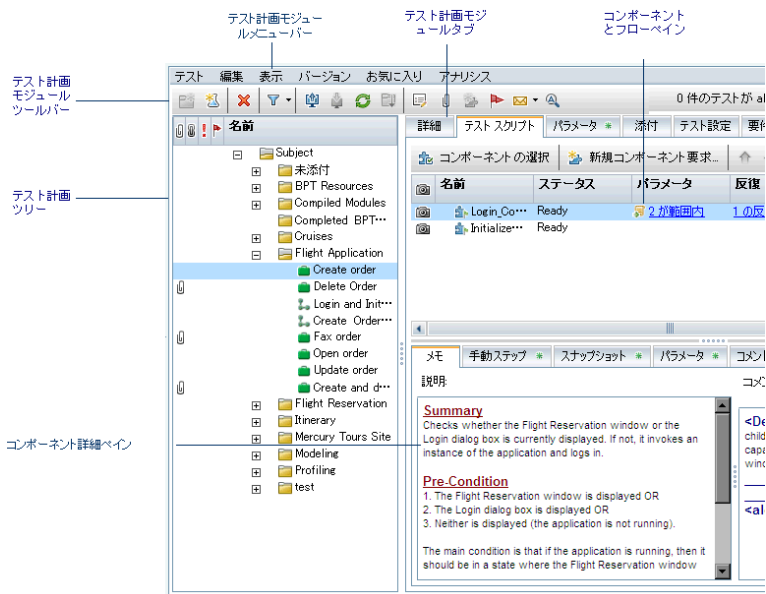 テスト計画モジュー
ルメニューバー
テスト計画モジ
ュールタブ
コンポーネント
とフローペイン
テスト計画
モジュール
ツールバー
テスト計画
ツリー
コンポーネント詳細ペイン
テスト 編集 表示 バージョン お気に入り アナリシス
0 件のテストが al
名前
Subject
未添付
BPT Resources
Compiled Modules
Completed BPT…
Cruises
Flight Application
Create order
Delete Order
Login and Init…
Create Order…
Fax order
Open order
Update order
Create and d…
Flight Reservation
Itinerary
Mercury Tours Site
Modeling
Profiling
test
詳細 テスト スクリプト パラメータ * 添付 テスト設定 要件
コンポーネントの選択 新規コンポーネント要求...
名前 ステータス パラメータ 反復
Login_Co… Ready 2 が範囲内 1 の反
Initialize… Ready
メモ 手動ステップ * スナップショット * パラメータ * コメント
説明: コメン
Summary
Checks whether the Flight Reservation window or the
Login dialog box is currently displayed. If not, it invokes an
instance of the application and logs in.
Pre-Condition
1. The Flight Reservation window is displayed OR
2. The Login dialog box is displayed OR
3. Neither is displayed (the application is not running).
The main condition is that if the application is running, then it
should be in a state where the Flight Reservation window
<De
child
capa
wind
<al